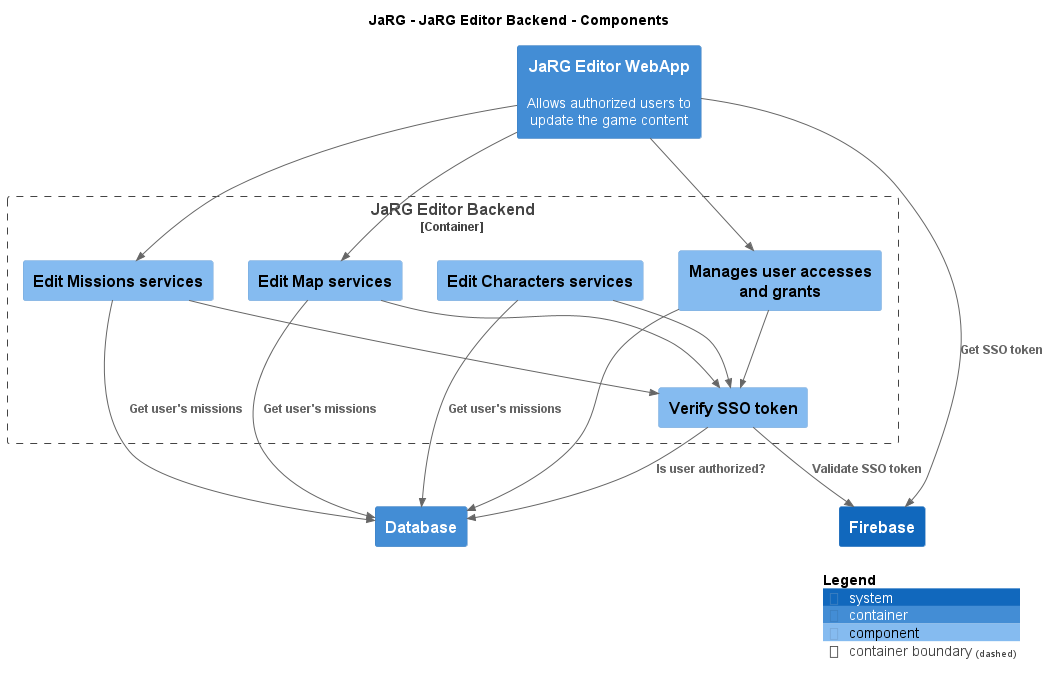 JaRG - JaRG Editor Backend - Components
JaRG Editor WebApp
Allows authorized users to
update the game content
JaRG Editor Backend
[Container]
Edit Missions services
Edit Map services
Edit Characters services
Manages user accesses
and grants
Get SSO token
Verify SSO token
Get user's missions
Get user's missions
Get user's missions
Is user authorized?
Validate SSO token
Database
Firebase
Legend
system
container
component
container boundary (dashed)